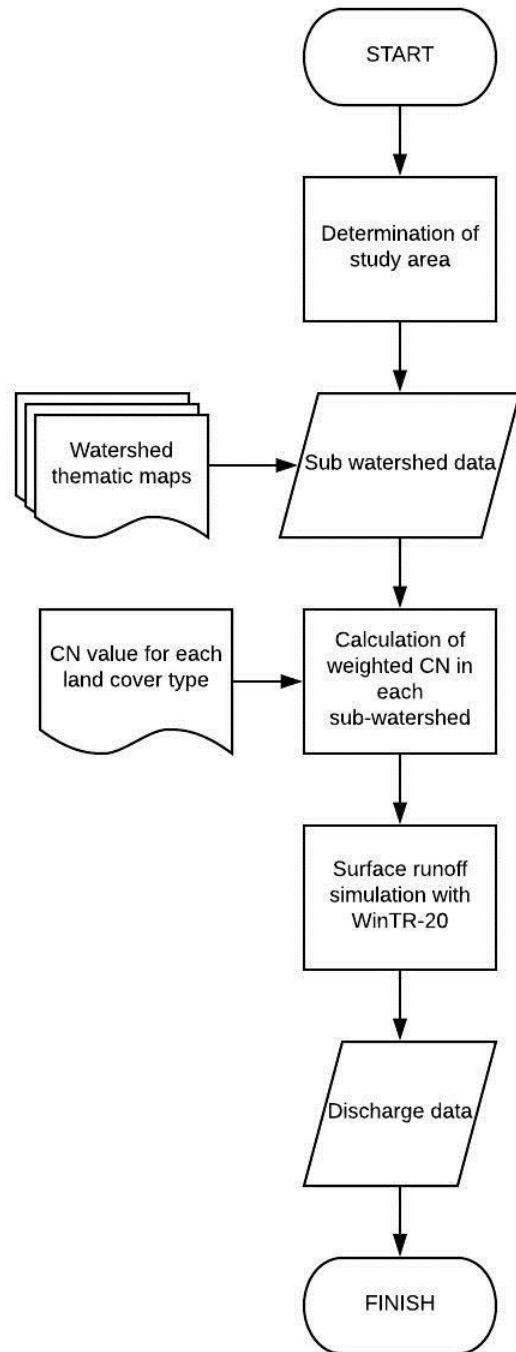 START
Determination of
study area
Watershed
thematic maps
Sub watershed data
CN value for each
land cover type
Calculation of
weighted CN in
each
sub-watershed
Surface runoff
simulation with
WinTR-20
Discharge data
FINISH